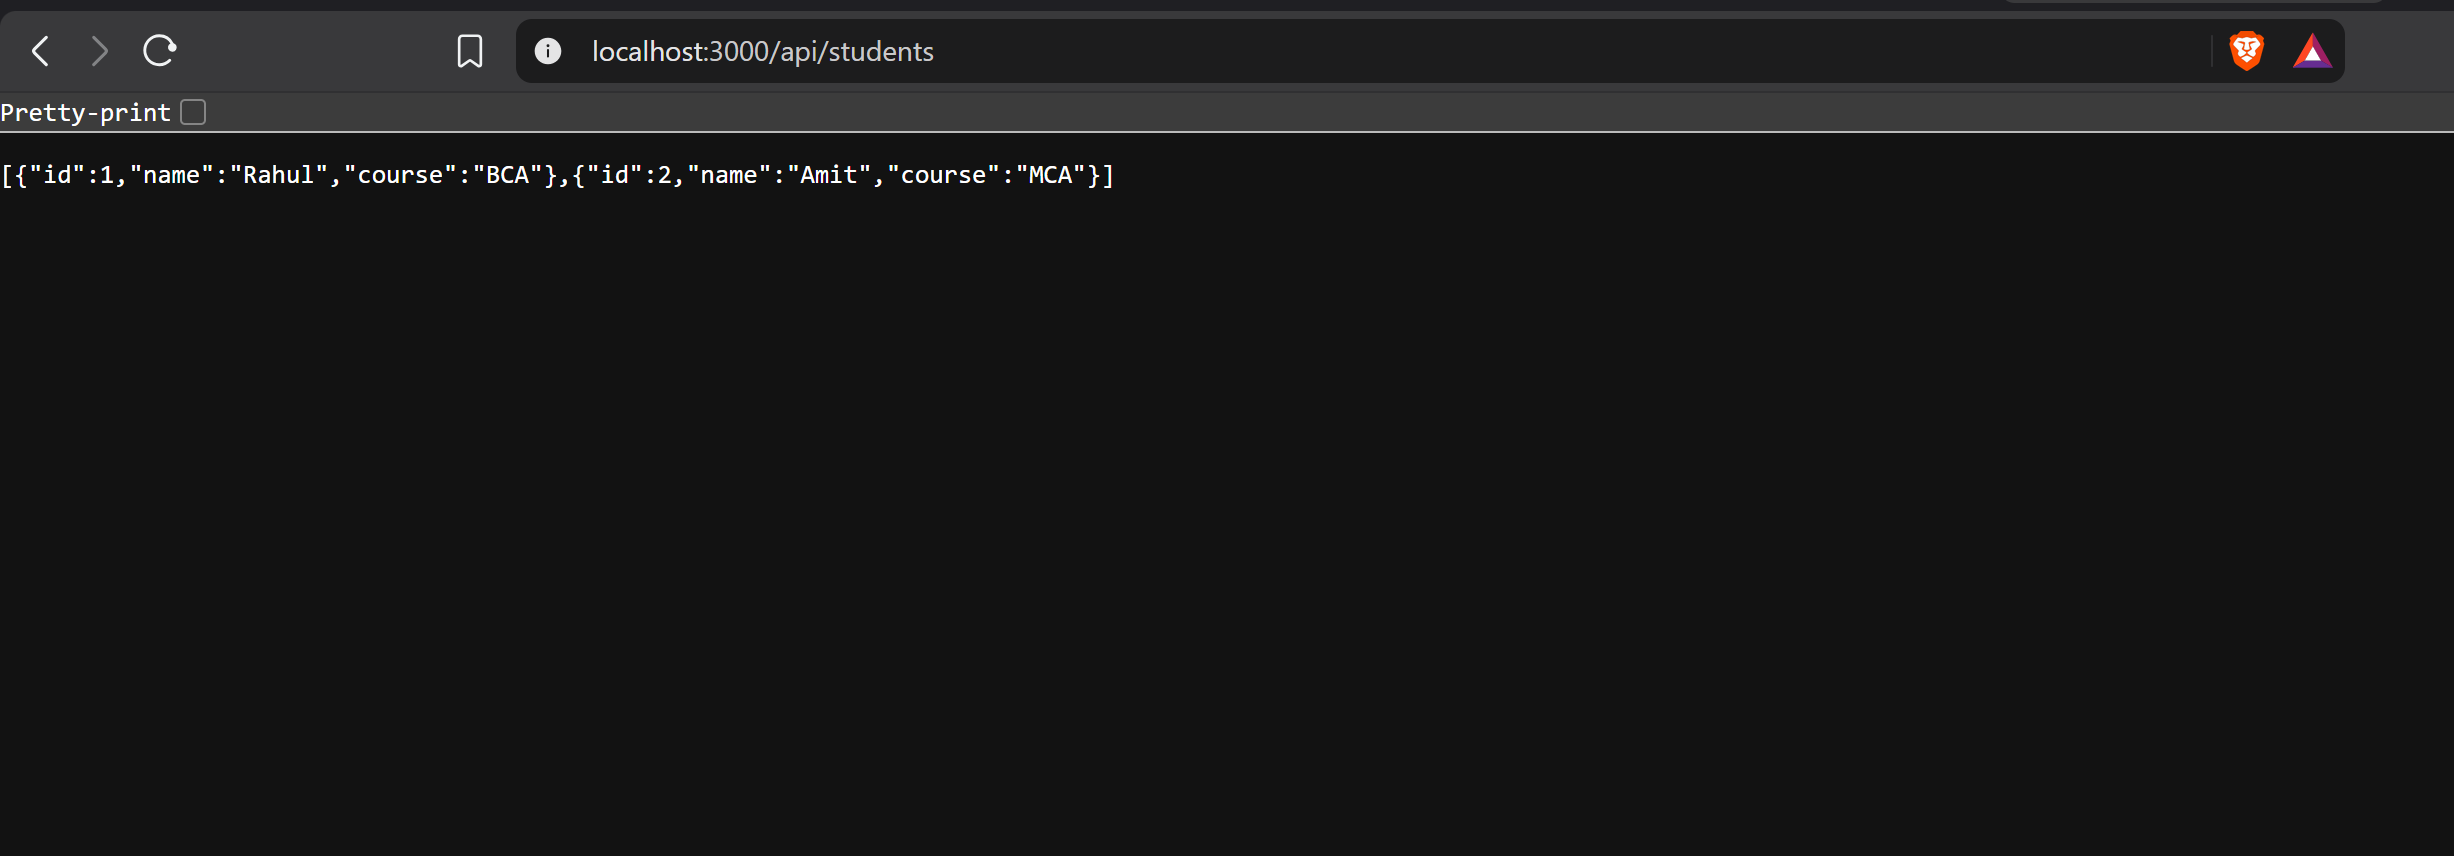 localhost:3000/api/students
Pretty-print
[{"id":1,"name":"Rahul","course":"BCA"},{"id":2,"name":"Amit","course":"MCA"}]